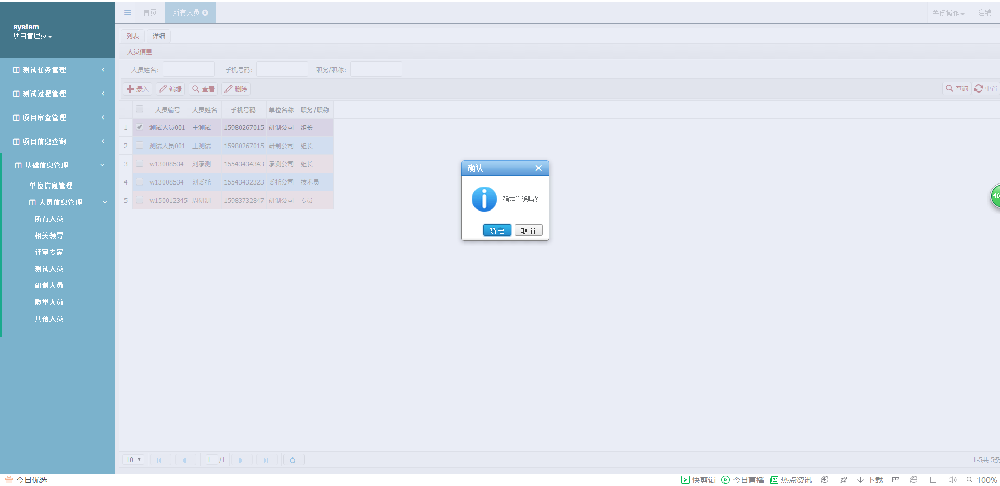 system
项目管理员
测试任务管理
测试过程管理
项目审查管理
项目信息查询
基础信息管理
单位信息管理
人员信息管理
所有人员
相关领导
评审专家
测试人员
研制人员
质量人员
其他人员
首页 所有人员 关闭操作 注销
列表 详细
人员信息
人员姓名: 手机号码: 职务/职称:
录入 编辑 查看 删除 查询 重置
人员编号 人员姓名 手机号码 单位名称 职务/职称
1 测试人员001 王测试 15980267015 研制公司 组长
2 测试人员001 王测试 15980267015 研制公司 组长
3 w13008534 刘承测 15543434343 承测公司 组长
4 w13008534 刘委托 15543432323 委托公司 技术员
5 w150012345 周研制 15983732847 研制公司 专员
确认
确定删除吗?
确定 取消
46
10 1 /1 1-5共 5条
今日优选 快剪辑 今日直播 热点资讯 下载 100%